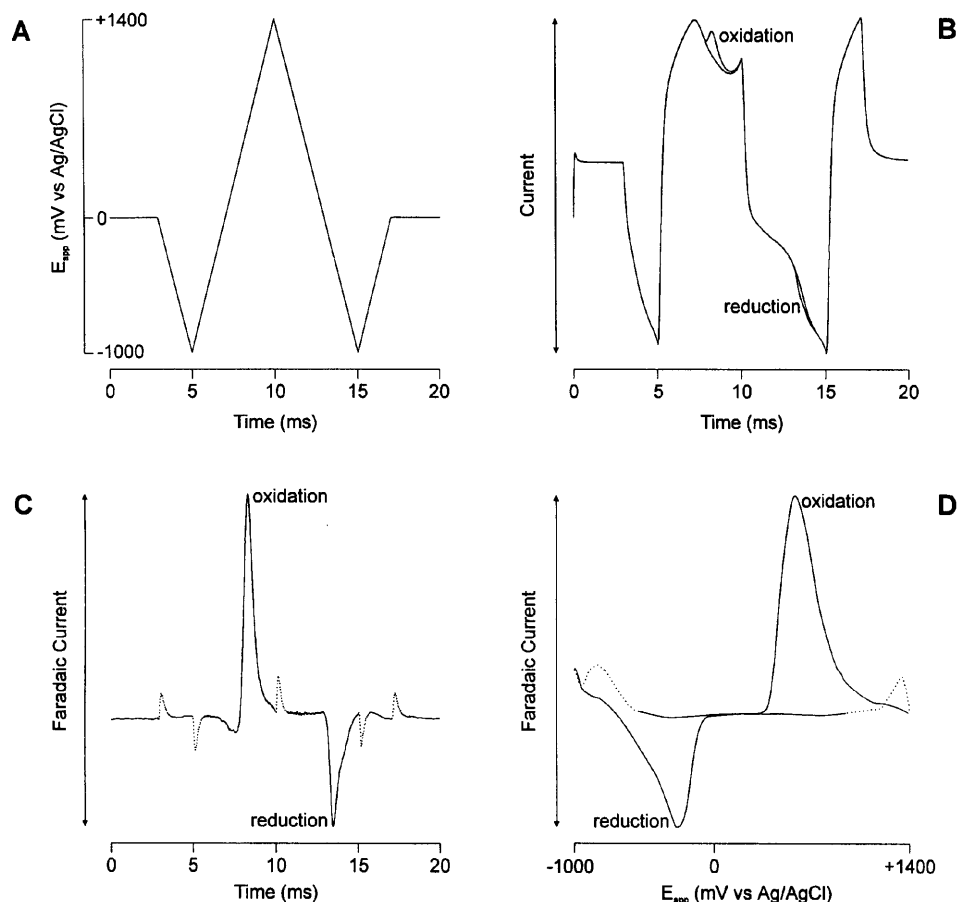 A
+1400
0
-1000
E_app (mV vs Ag/AgCl)
0 5 10 15 20
Time (ms)
B
oxidation
reduction
Current
0 5 10 15 20
Time (ms)
C
oxidation
reduction
Faradaic Current
0 5 10 15 20
Time (ms)
D
oxidation
reduction
Faradaic Current
-1000 0 +1400
E_app (mV vs Ag/AgCl)